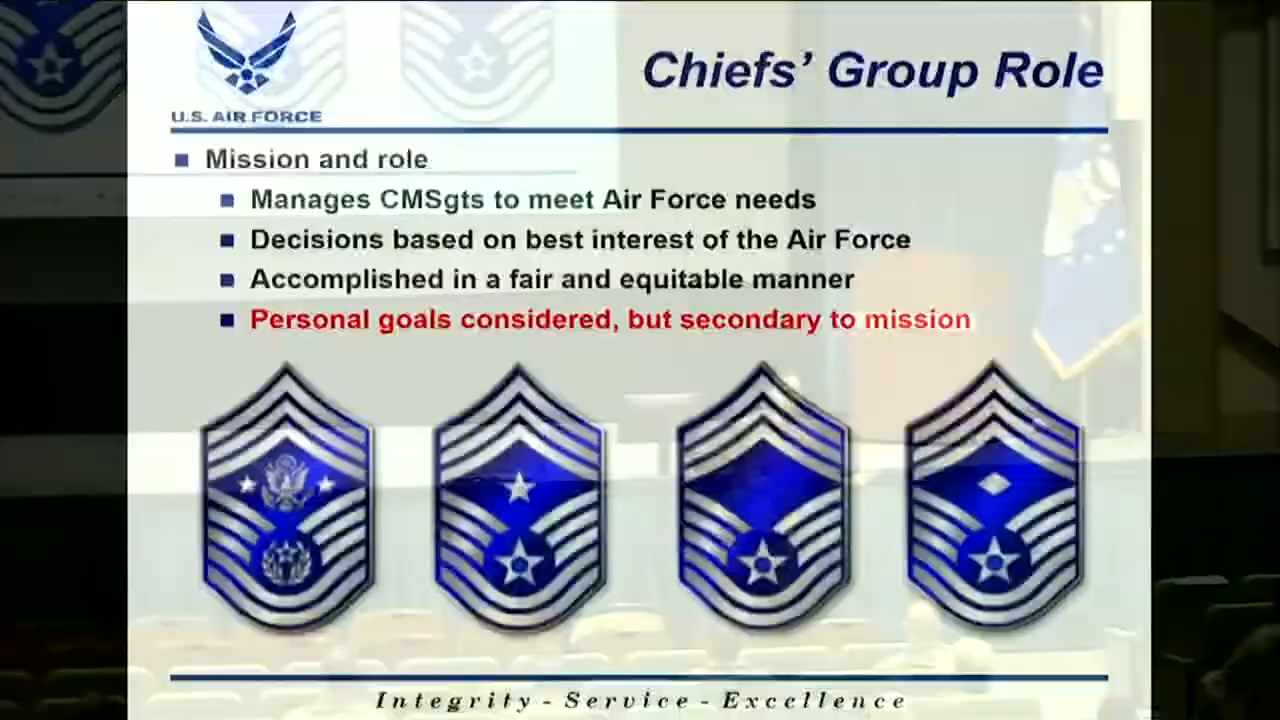 Chiefs' Group Role
U.S. AIR FORCE
Mission and role
Manages CMSgts to meet Air Force needs
Decisions based on best interest of the Air Force
Accomplished in a fair and equitable manner
Personal goals considered, but secondary to mission
Integrity - Service - Excellence